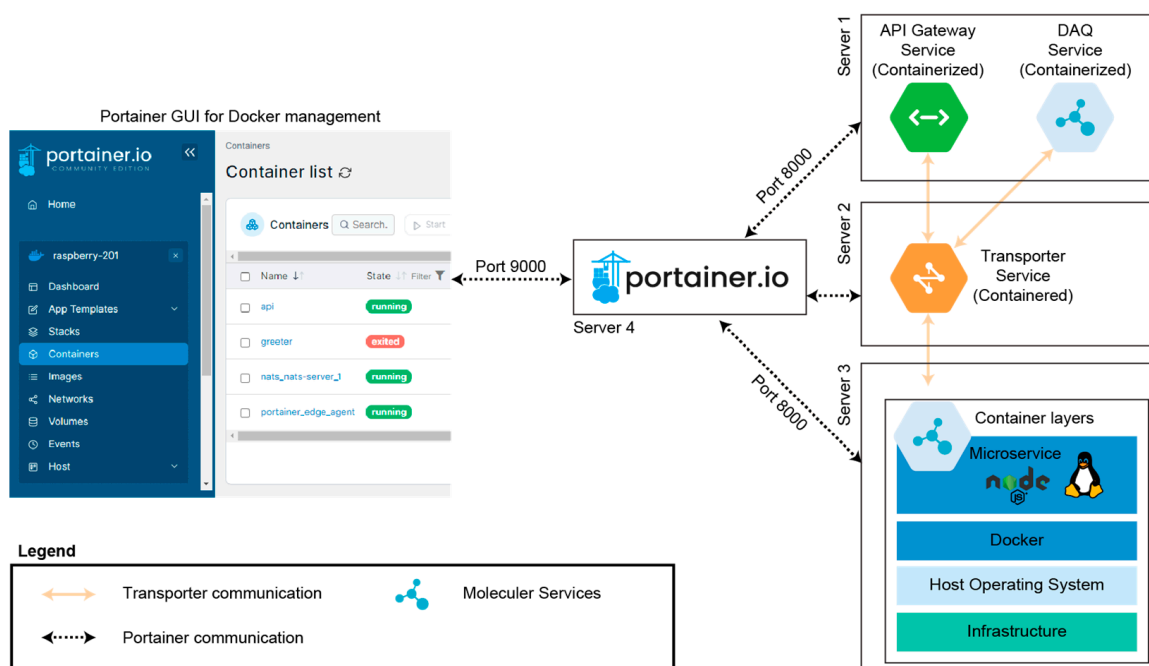 Portainer GUI for Docker management
portainer.io
COMMUNITY EDITION
Home
raspberry-201
Dashboard
App Templates
Stacks
Containers
Images
Networks
Volumes
Events
Host
Containers
Container list
Containers
Search.
Start
Name
State
Filter
api
running
greeter
exited
nats_nats-server_1
running
portainer_edge_agent
running
Port 9000
portainer.io
Server 4
Port 8000
Port 8000
Server 1
API Gateway
Service
(Containerized)
DAQ
Service
(Containerized)
Server 2
Transporter
Service
(Containered)
Server 3
Container layers
Microservice
node
JS
Docker
Host Operating System
Infrastructure
Legend
Transporter communication
Moleculer Services
Portainer communication